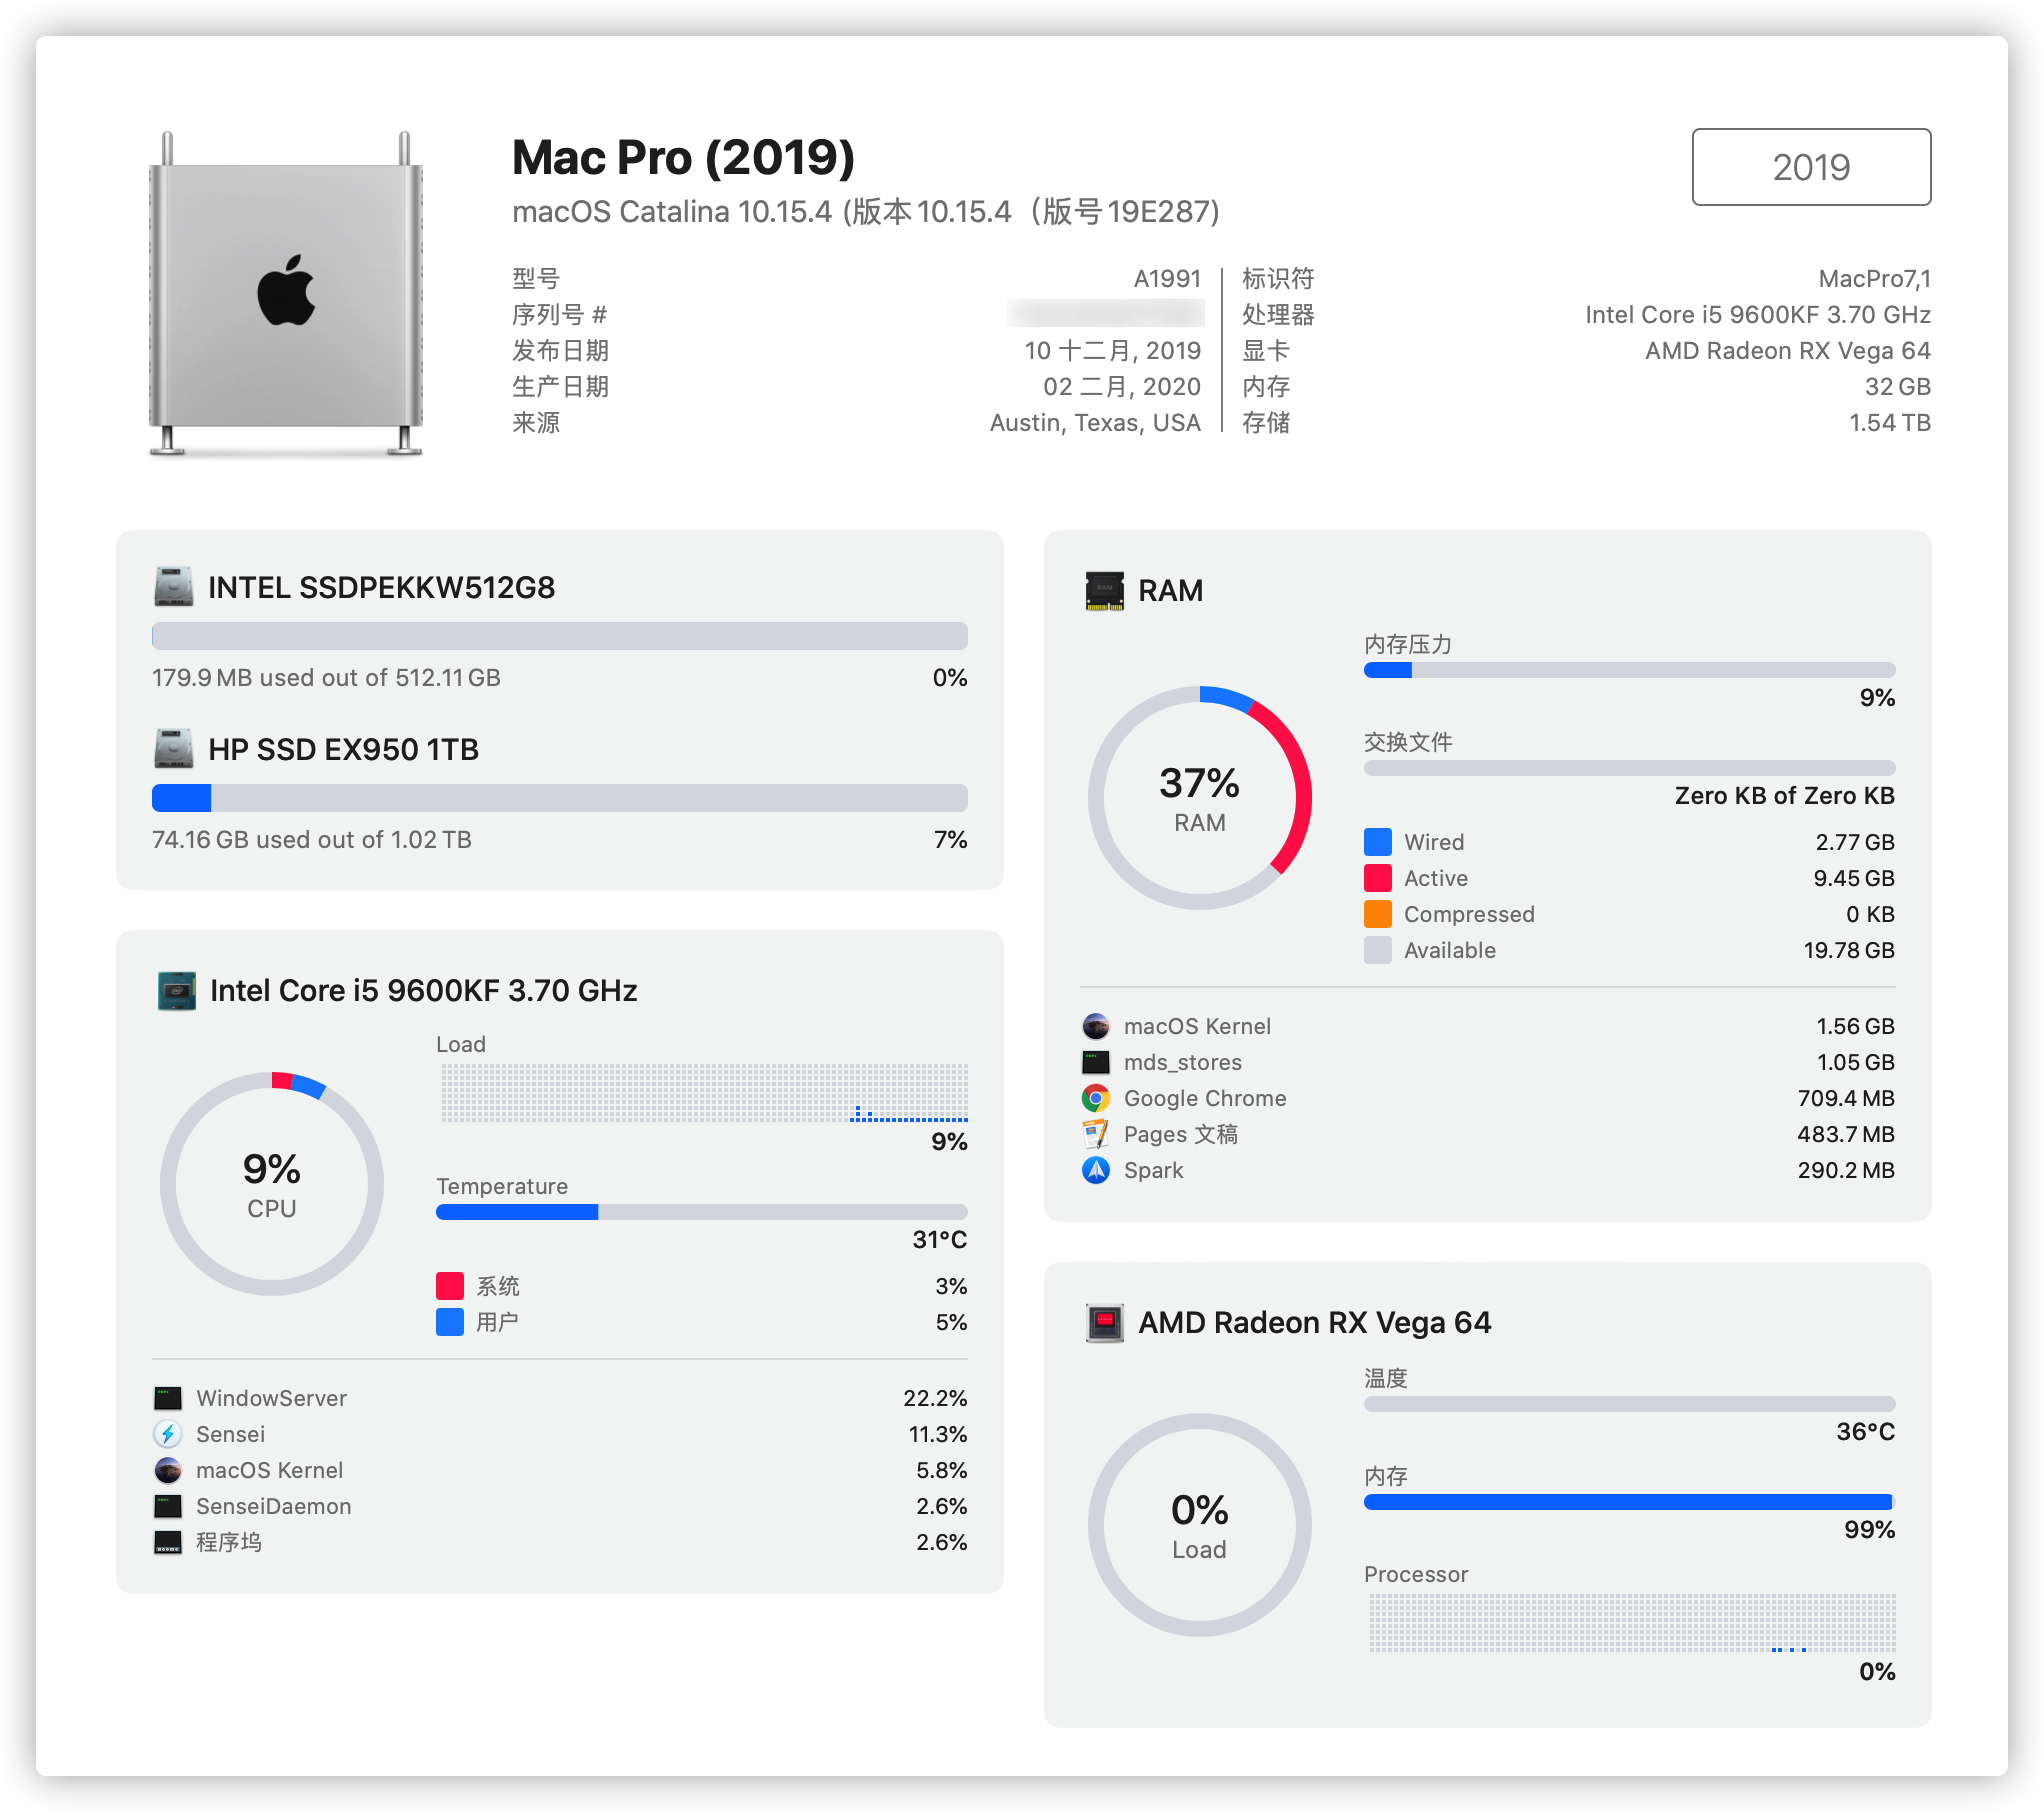 Mac Pro (2019)
2019
macOS Catalina 10.15.4 (版本 10.15.4（版号 19E287)
型号 A1991
序列号 #
发布日期 10 十二月, 2019
生产日期 02 二月, 2020
来源 Austin, Texas, USA
标识符 MacPro7,1
处理器 Intel Core i5 9600KF 3.70 GHz
显卡 AMD Radeon RX Vega 64
内存 32 GB
存储 1.54 TB
INTEL SSDPEKKW512G8
179.9 MB used out of 512.11 GB 0%
HP SSD EX950 1TB
74.16 GB used out of 1.02 TB 7%
Intel Core i5 9600KF 3.70 GHz
9%
CPU
Load
9%
Temperature
31°C
系统 3%
用户 5%
WindowServer 22.2%
Sensei 11.3%
macOS Kernel 5.8%
SenseiDaemon 2.6%
程序坞 2.6%
RAM
37%
RAM
内存压力
9%
交换文件
Zero KB of Zero KB
Wired 2.77 GB
Active 9.45 GB
Compressed 0 KB
Available 19.78 GB
macOS Kernel 1.56 GB
mds_stores 1.05 GB
Google Chrome 709.4 MB
Pages 文稿 483.7 MB
Spark 290.2 MB
AMD Radeon RX Vega 64
0%
Load
温度
36°C
内存
99%
Processor
0%